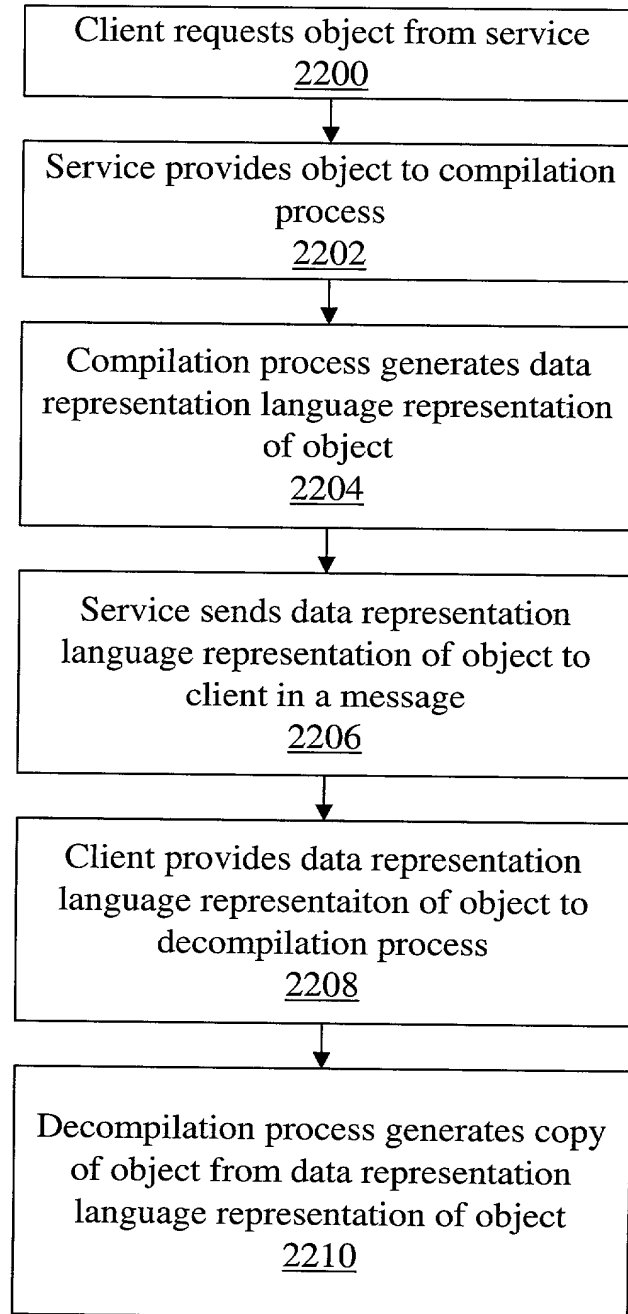 Client requests object from service
2200
Service provides object to compilation
process
2202
Compilation process generates data
representation language representation
of object
2204
Service sends data representation
language representation of object to
client in a message
2206
Client provides data representation
language representaiton of object to
decompilation process
2208
Decompilation process generates copy
of object from data representation
language representation of object
2210